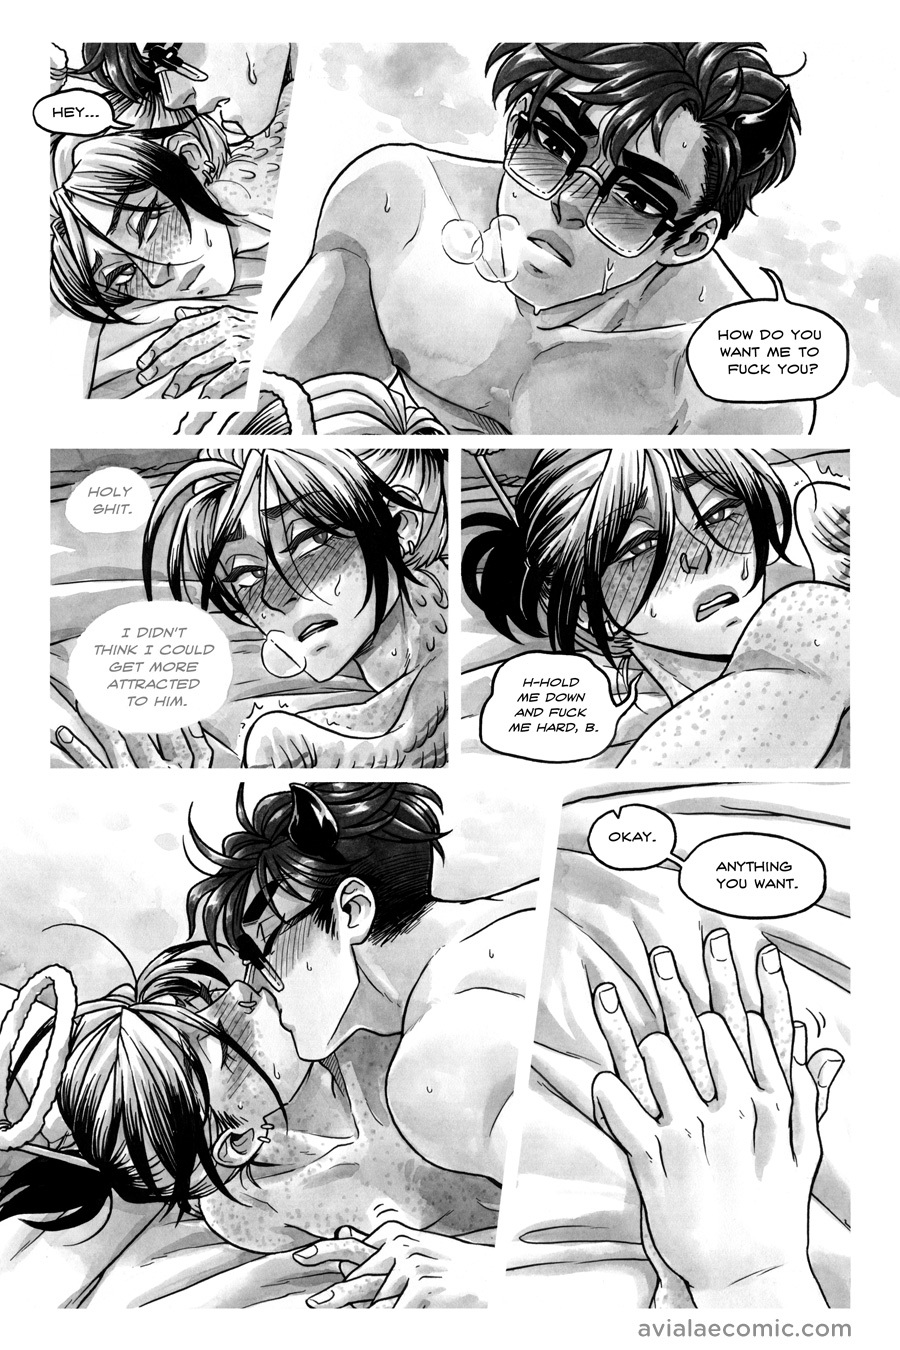 HEY...
HOW DO YOU
WANT ME TO
FUCK YOU?
HOLY
SHIT.
I DIDN'T
THINK I COULD
GET MORE
ATTRACTED
TO HIM.
H-HOLD
ME DOWN
AND FUCK
ME HARD, B.
OKAY.
ANYTHING
YOU WANT.
avialaecomic.com